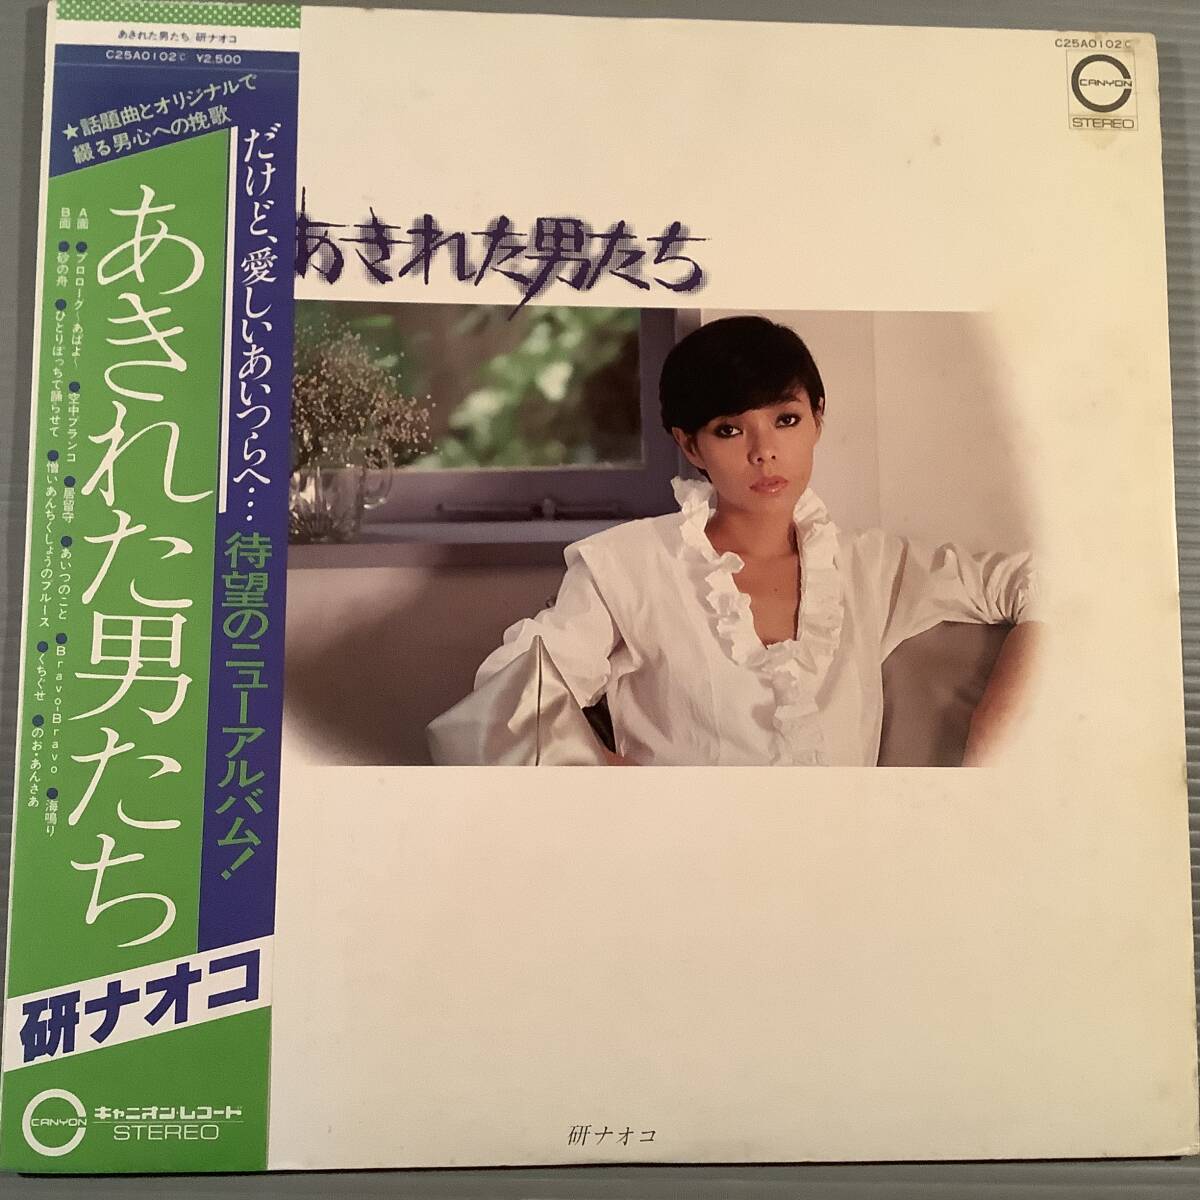 あきれた男たち/研ナオコ
C25A0102C ¥2,500
★話題曲とオリジナルで
綴る男心への挽歌
だけど、愛しいあいつらへ…待望のニューアルバム!
あきれた男たち
A面●プロローグ〜あばよ〜●空中ブランコ●居留守●あいつのこと●Bravo-Bravo●海鳴り
B面●砂の舟●ひとりぽっちで踊らせて●憎いあんちくしょうのブルース●くちぐせ●のお・あんさあ
研ナオコ
CANYON
キャニオン・レコード
STEREO
C25A0102C
CANYON
STEREO
あきれた男たち
研ナオコ